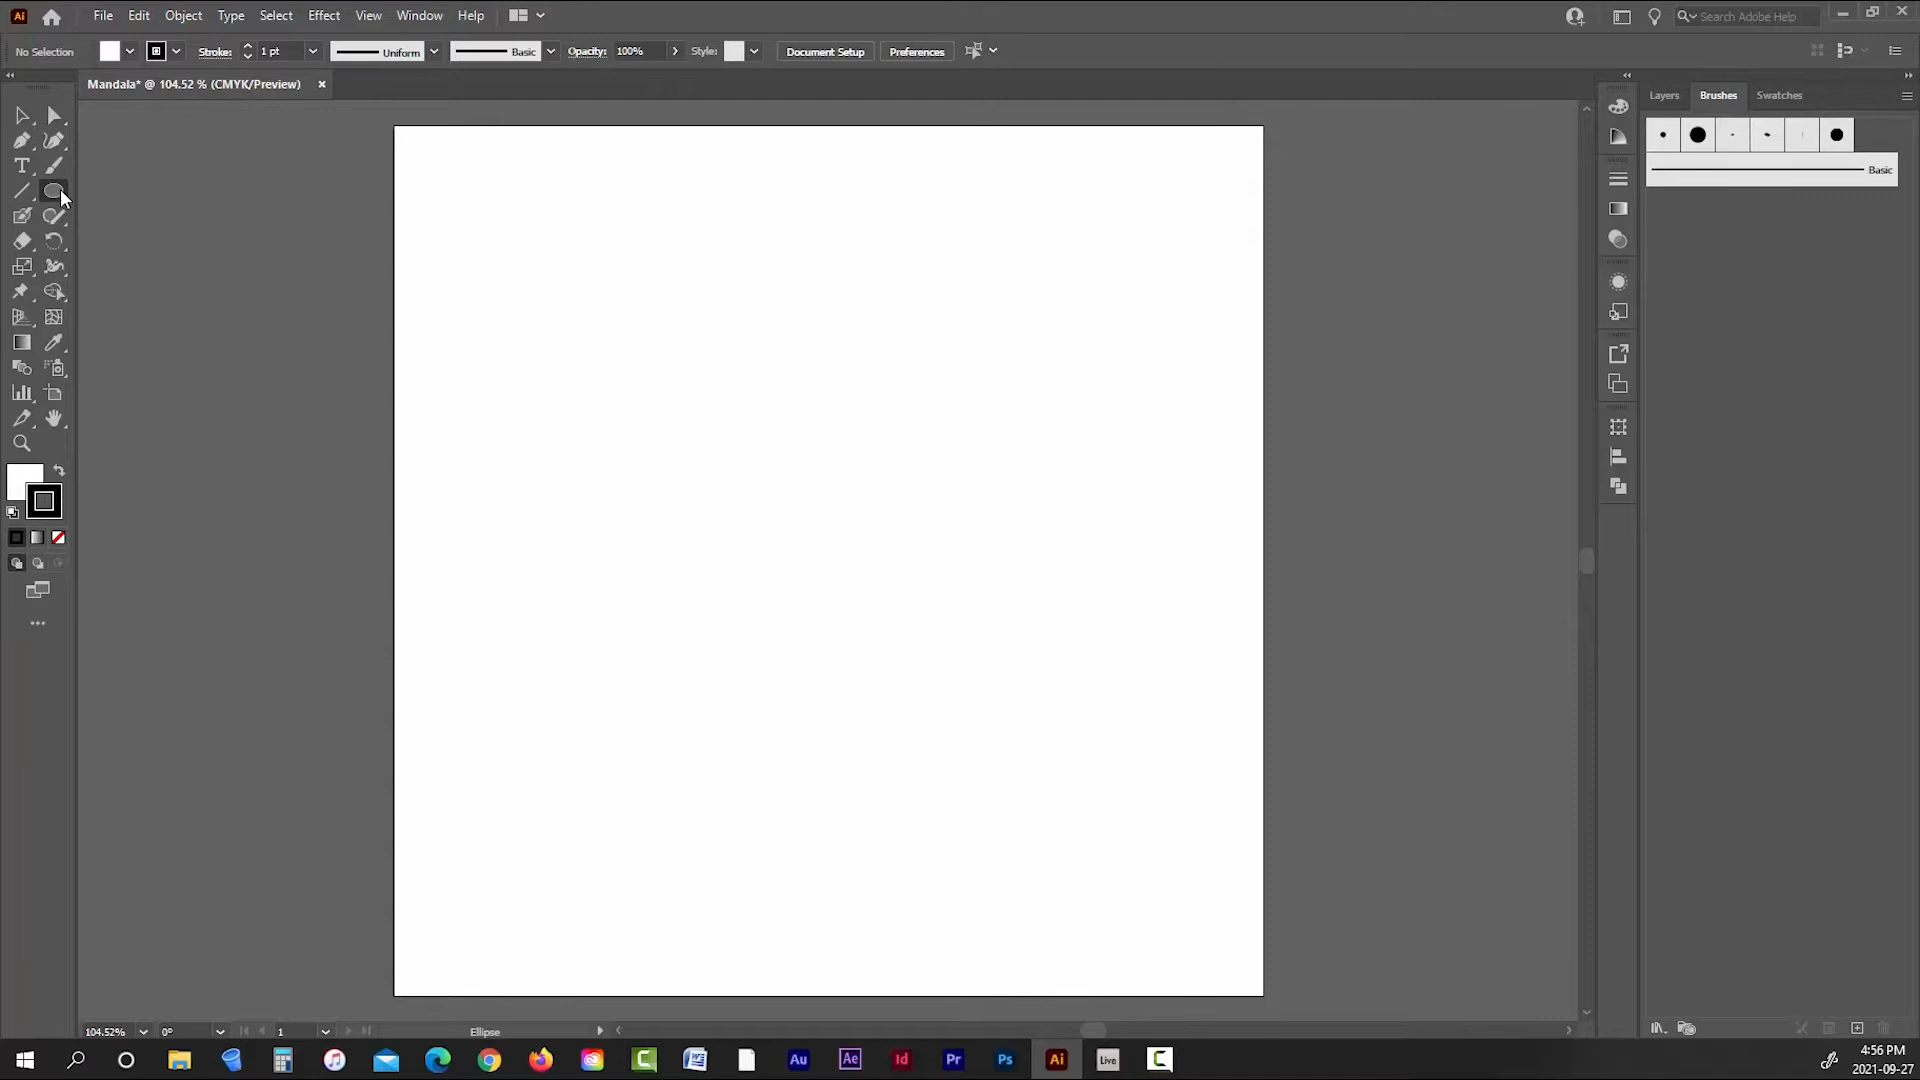 Ai File Edit Object Type Select Effect View Window Help Search Adobe Help
No Selection Stroke: 1 pt Uniform Basic Opacity: 100% Style: Document Setup Preferences
Mandala* @ 104.52 % (CMYK/Preview) ×
Layers Brushes Swatches
T
Basic
104.52% 0° 1 Ellipse
Au Ae Id Pr Ps Ai Live
4:56 PM
2021-09-27